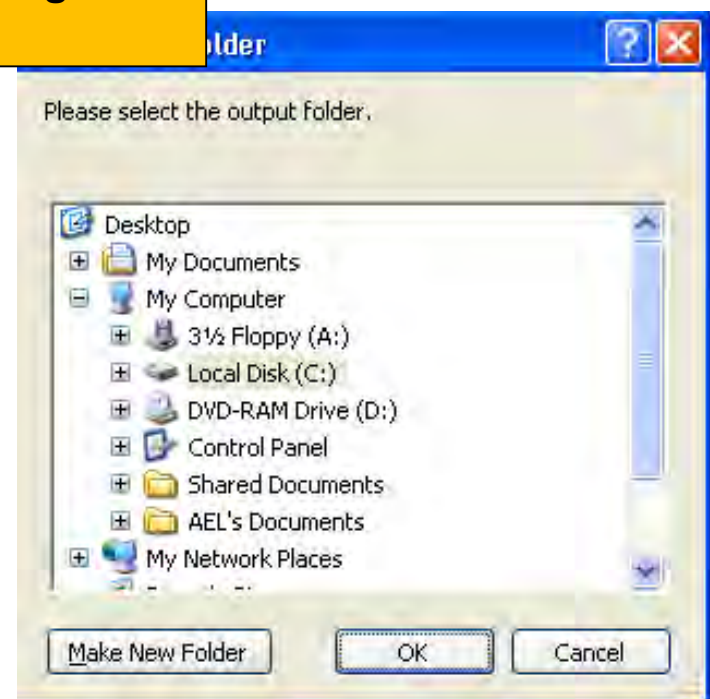 older
Please select the output folder.
Desktop
My Documents
My Computer
3½ Floppy (A:)
Local Disk (C:)
DVD-RAM Drive (D:)
Control Panel
Shared Documents
AEL's Documents
My Network Places
Make New Folder OK Cancel